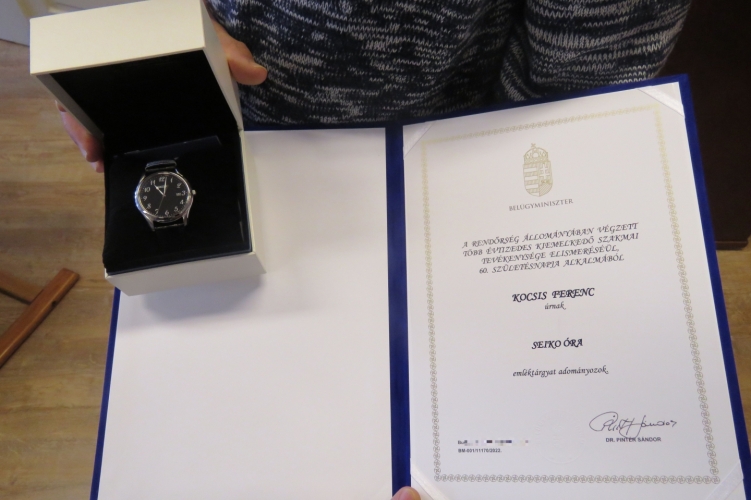 BELÜGYMINISZTER
A RENDŐRSÉG ÁLLOMÁNYÁBAN VÉGZETT
TÖBB ÉVTIZEDES KIEMELKEDŐ SZAKMAI
TEVÉKENYSÉGE ELISMERÉSÉÜL,
60. SZÜLETÉSNAPJA ALKALMÁBÓL
KOCSIS FERENC
úrnak
SEIKO ÓRA
emléktárgyat adományozok.
DR. PINTÉR SÁNDOR